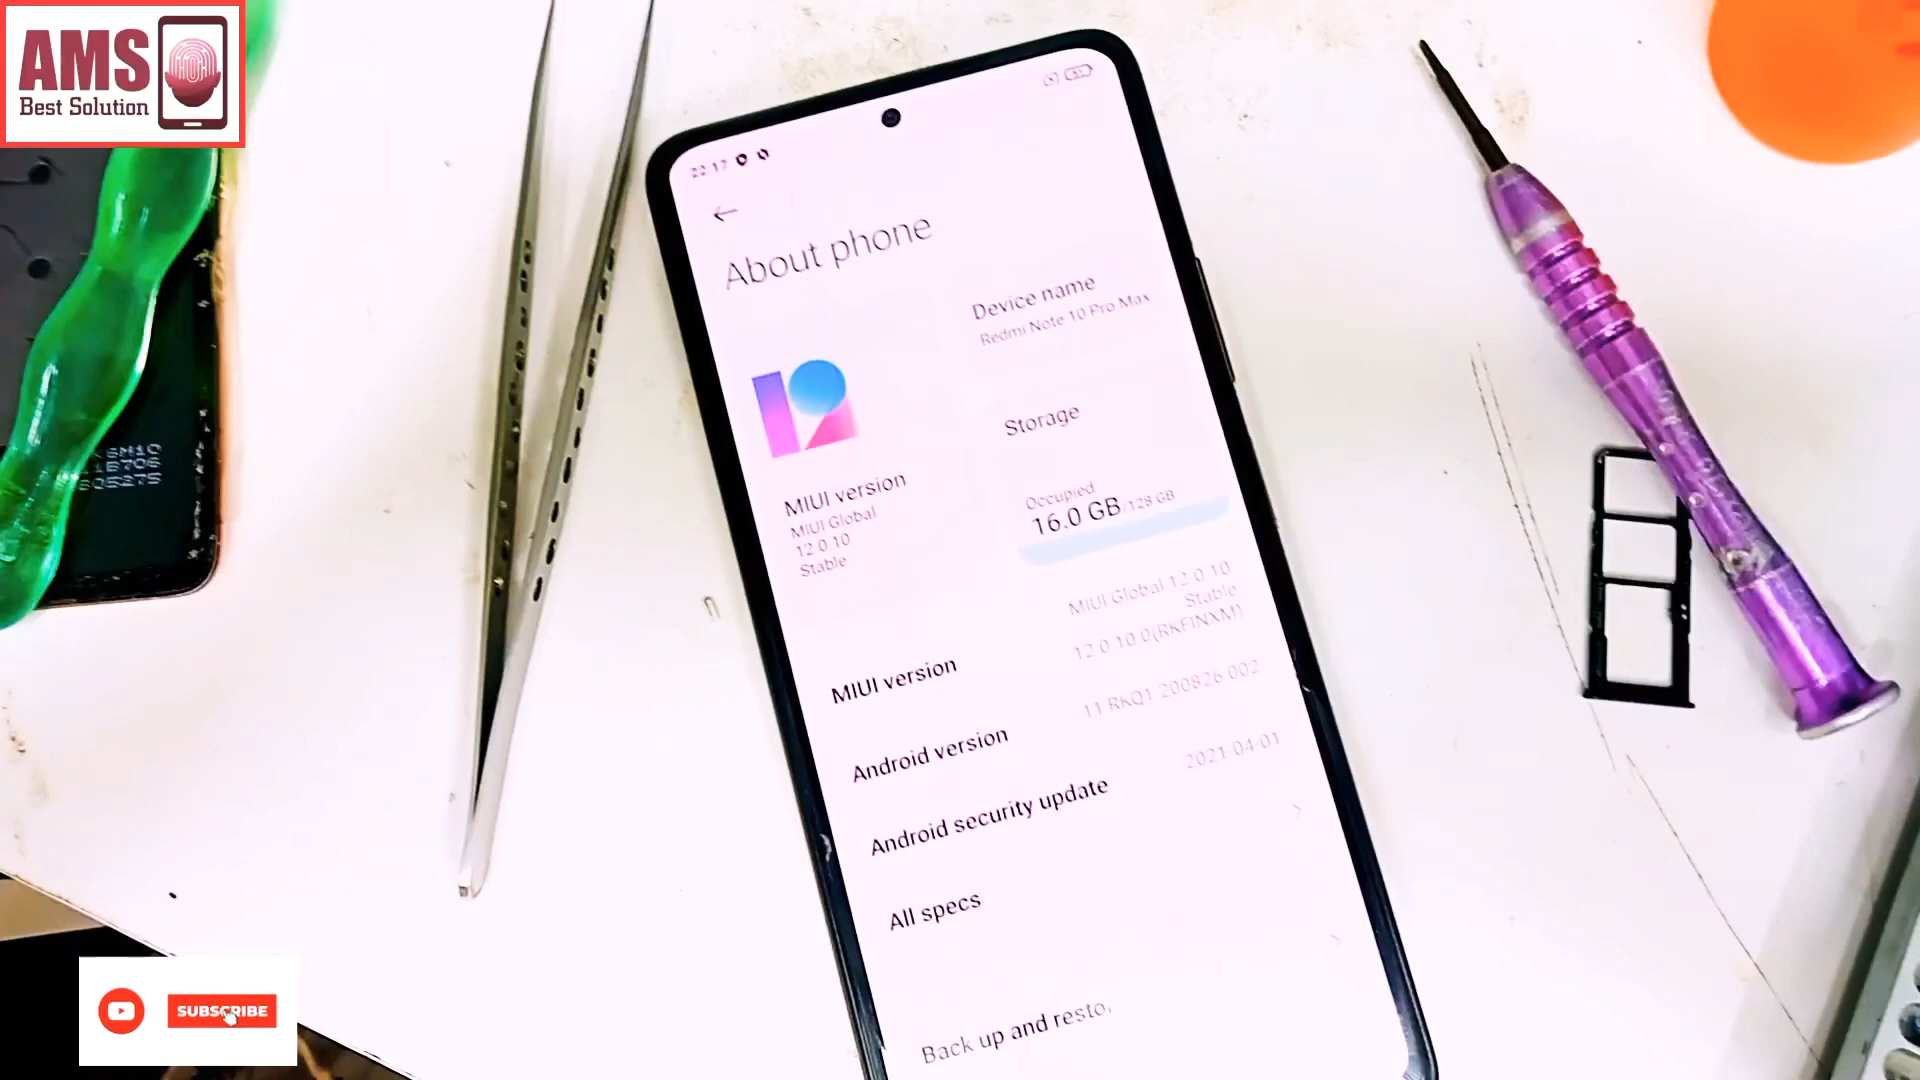 AMS
Best Solution
22:17
About phone
Device name
Redmi Note 10 Pro Max
Storage
Occupied
16.0 GB/128 GB
MIUI version
MIUI Global
12 0 10
Stable
MIUI version
MIUI Global 12 0 10
Stable
12 0 10 0(RKFINXM)
Android version
11 RKQ1 200826 002
Android security update
2021-04-01
All specs
Back up and resto
SUBSCRIBE